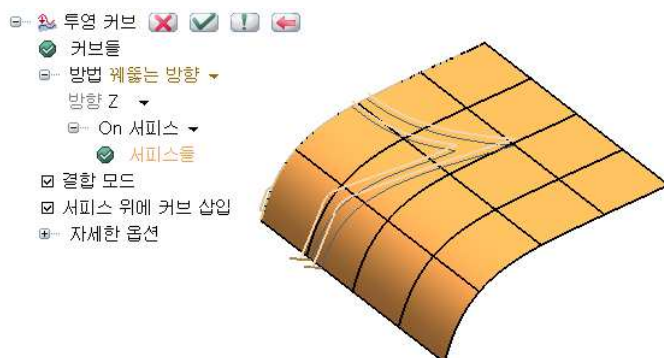 투영 커브
커브들
방법 꿰뚫는 방향
방향 Z
On 서피스
서피스들
결합 모드
서피스 위에 커브 삽입
자세한 옵션